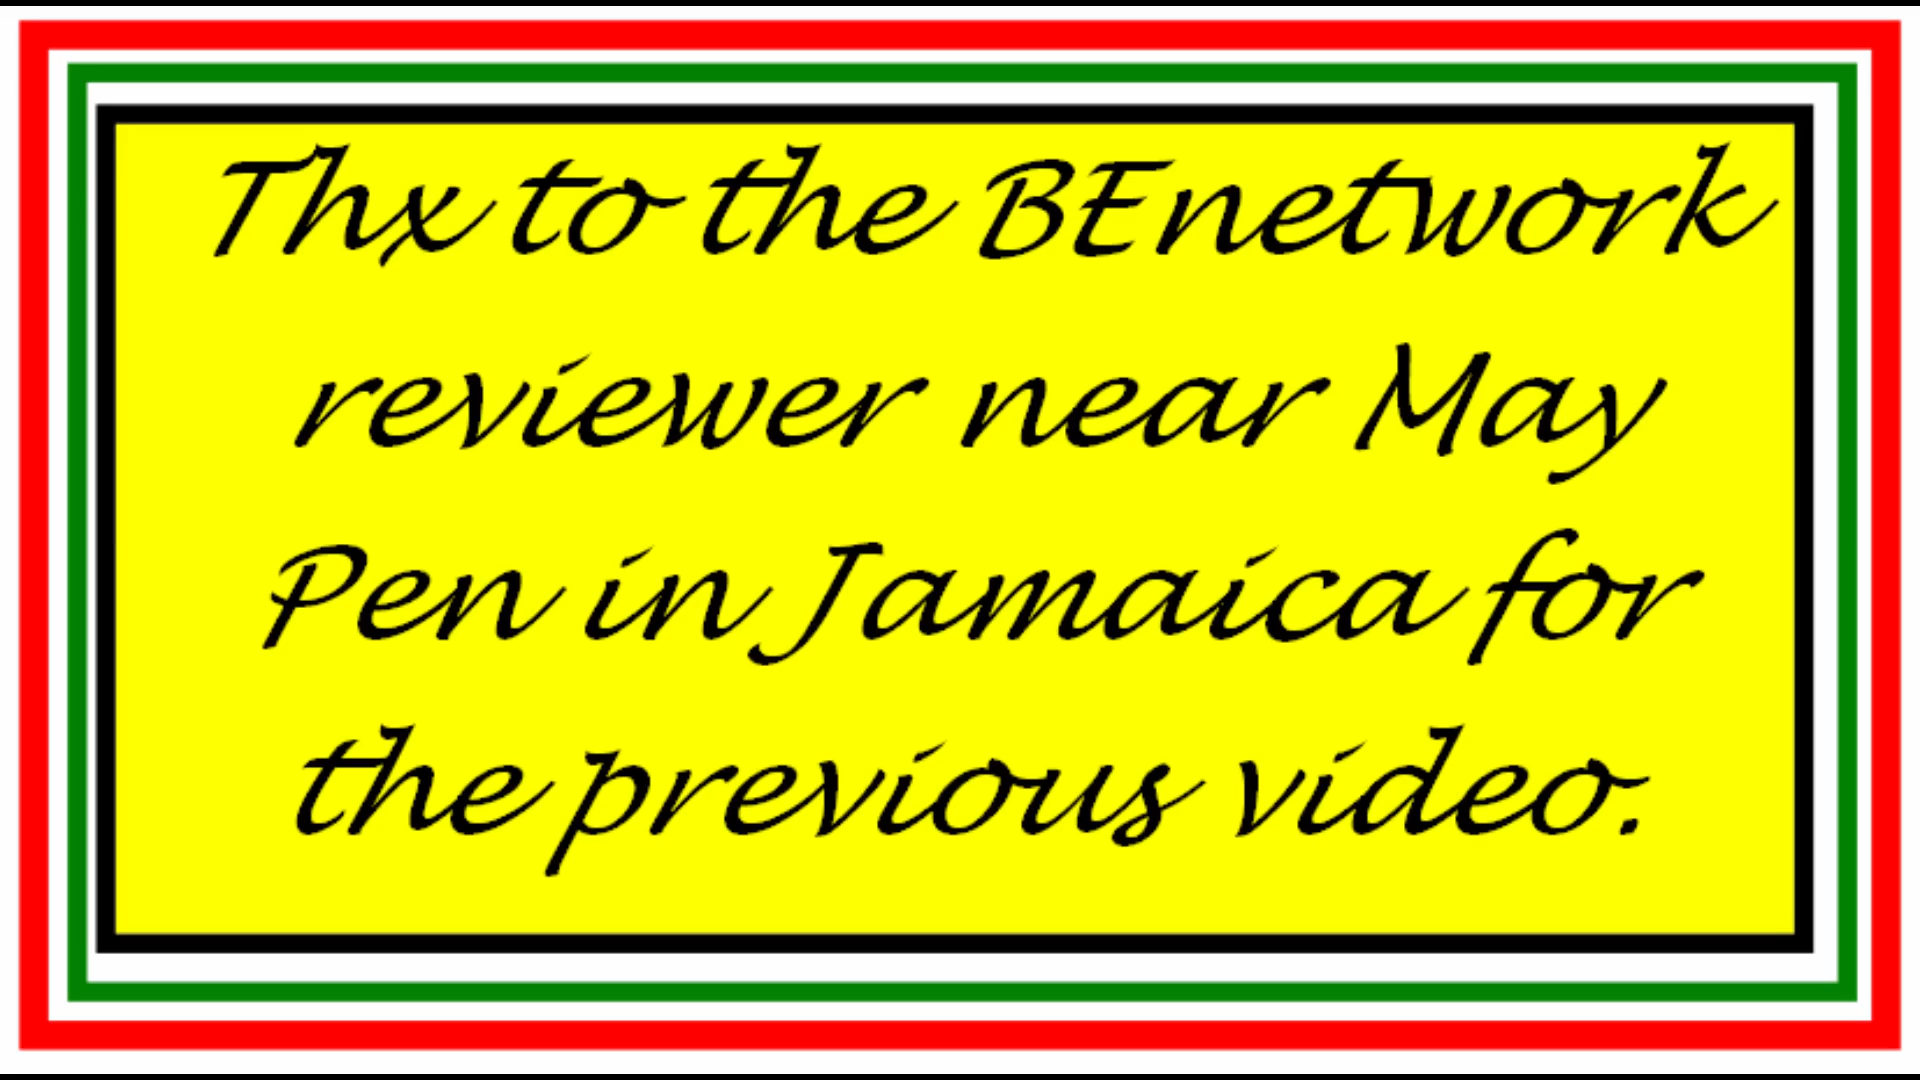 Thx to the BEnetwork
reviewer near May
Pen in Jamaica for
the previous video.